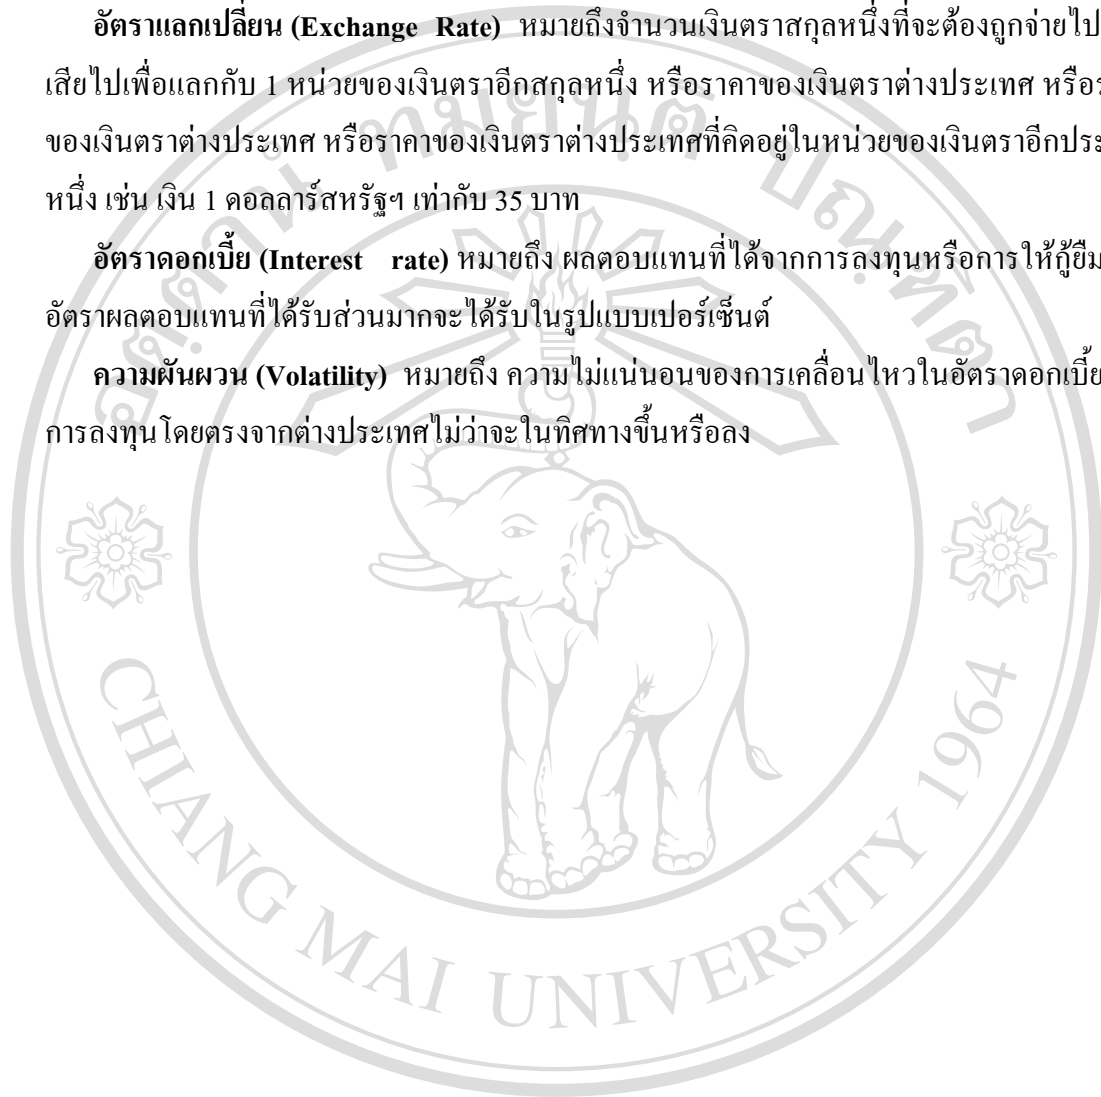 อัตราแลกเปลี่ยน (Exchange Rate) หมายถึงจำนวนเงินตราสกุลหนึ่งที่จะต้องถูกจ่ายไป
เสียไปเพื่อแลกกับ 1 หน่วยของเงินตราอีกสกุลหนึ่ง หรือราคาของเงินตราต่างประเทศ หรือร
ของเงินตราต่างประเทศ หรือราคาของเงินตราต่างประเทศที่คิดอยู่ในหน่วยของเงินตราอีกประ
หนึ่ง เช่น เงิน 1 ดอลลาร์สหรัฐฯ เท่ากับ 35 บาท
อัตราดอกเบี้ย (Interest rate) หมายถึง ผลตอบแทนที่ได้จากการลงทุนหรือการให้กู้ยืม
อัตราผลตอบแทนที่ได้รับส่วนมากจะได้รับในรูปแบบเปอร์เซ็นต์
ความผันผวน (Volatility) หมายถึง ความไม่แน่นอนของการเคลื่อนไหวในอัตราดอกเบี้ย
การลงทุนโดยตรงจากต่างประเทศไม่ว่าจะในทิศทางขึ้นหรือลง
อตฺตานํ ทมยนฺติ ปณฺฑิตา
CHIANG MAI UNIVERSITY 1964